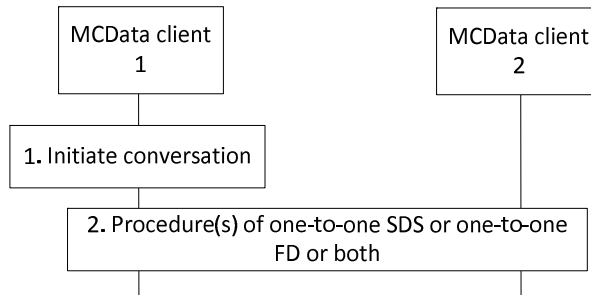 MCData client
1
MCData client
2
1. Initiate conversation
2. Procedure(s) of one-to-one SDS or one-to-one
FD or both